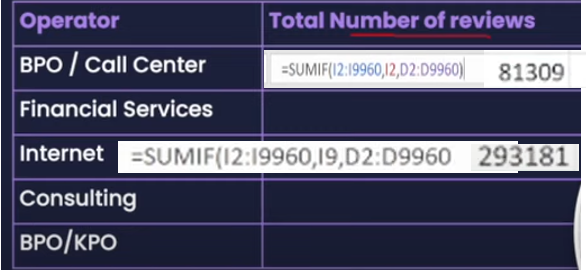 Operator Total Number of reviews
BPO / Call Center =SUMIF(I2:I9960,I2,D2:D9960) 81309
Financial Services
Internet =SUMIF(I2:I9960,I9,D2:D9960 293181
Consulting
BPO/KPO